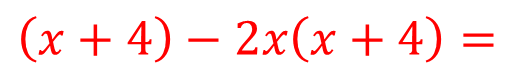 (x + 4) − 2x(x + 4) =